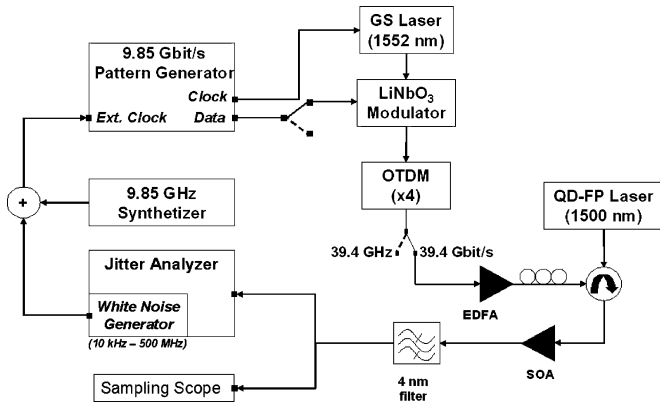 GS Laser
(1552 nm)
9.85 Gbit/s
Pattern Generator
Clock
Ext. Clock
Data
LiNbO3
Modulator
OTDM
(x4)
QD-FP Laser
(1500 nm)
+
9.85 GHz
Synthetizer
39.4 GHz
39.4 Gbit/s
Jitter Analyzer
EDFA
White Noise
Generator
(10 kHz – 500 MHz)
SOA
4 nm
filter
Sampling Scope